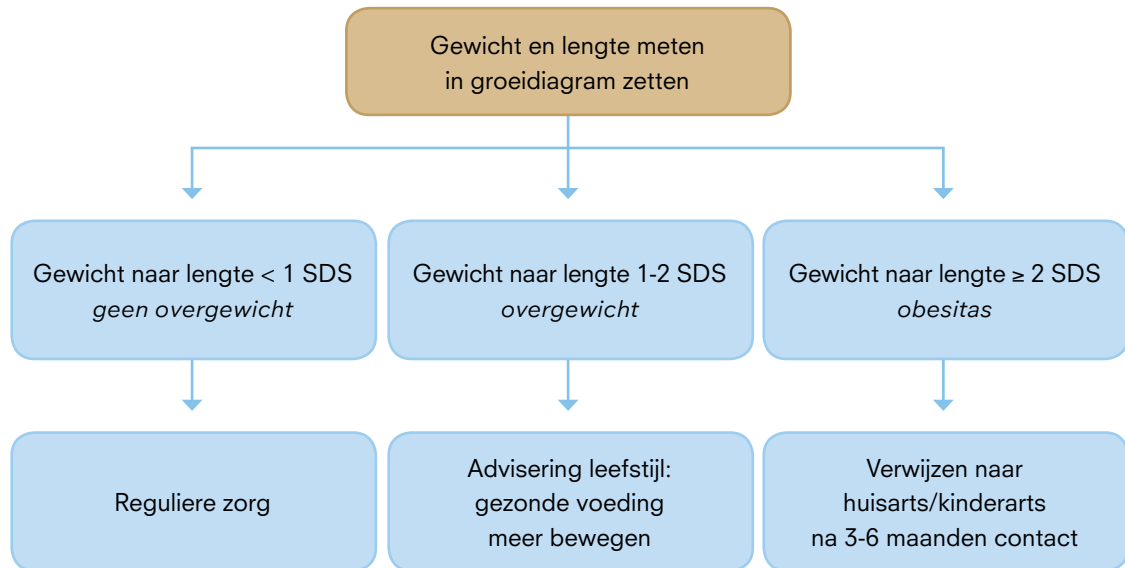 Gewicht en lengte meten
in groeidiagram zetten
Gewicht naar lengte < 1 SDS
geen overgewicht
Gewicht naar lengte 1-2 SDS
overgewicht
Gewicht naar lengte ≥ 2 SDS
obesitas
Reguliere zorg
Advisering leefstijl:
gezonde voeding
meer bewegen
Verwijzen naar
huisarts/kinderarts
na 3-6 maanden contact